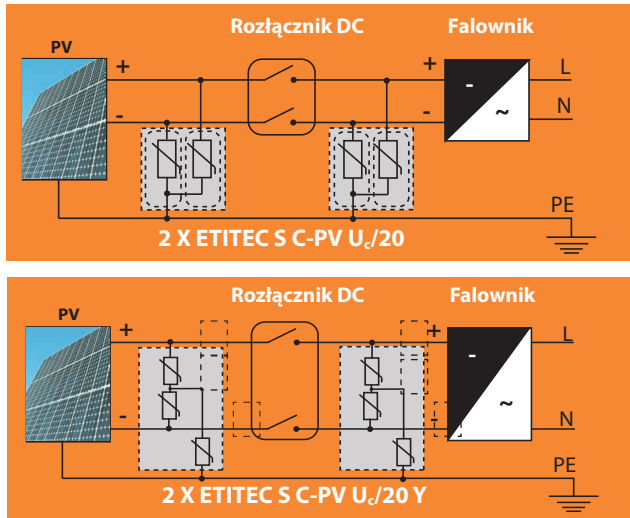 Rozłącznik DC Falownik
PV
+ +
L
-
- -
N
~
PE
2 X ETITEC S C-PV Uc/20
Rozłącznik DC Falownik
PV
+ +
L
-
- -
~
N
PE
2 X ETITEC S C-PV Uc/20 Y